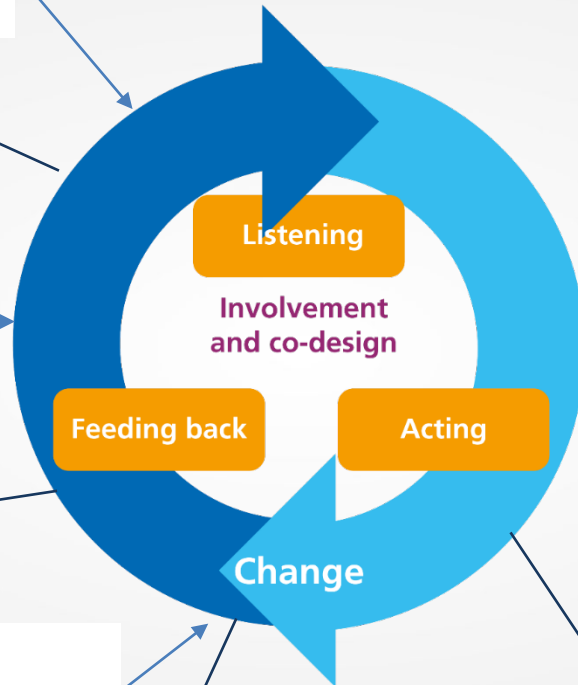 Listening
Involvement
and co-design
Feeding back
Acting
Change